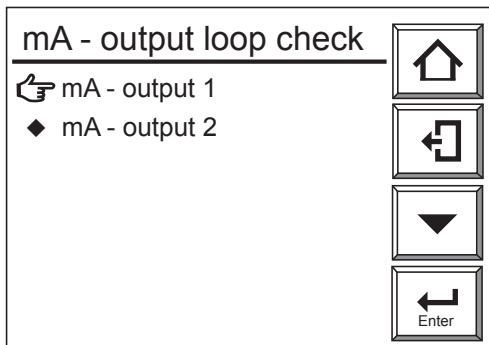 mA - output loop check
mA - output 1
mA - output 2
Enter